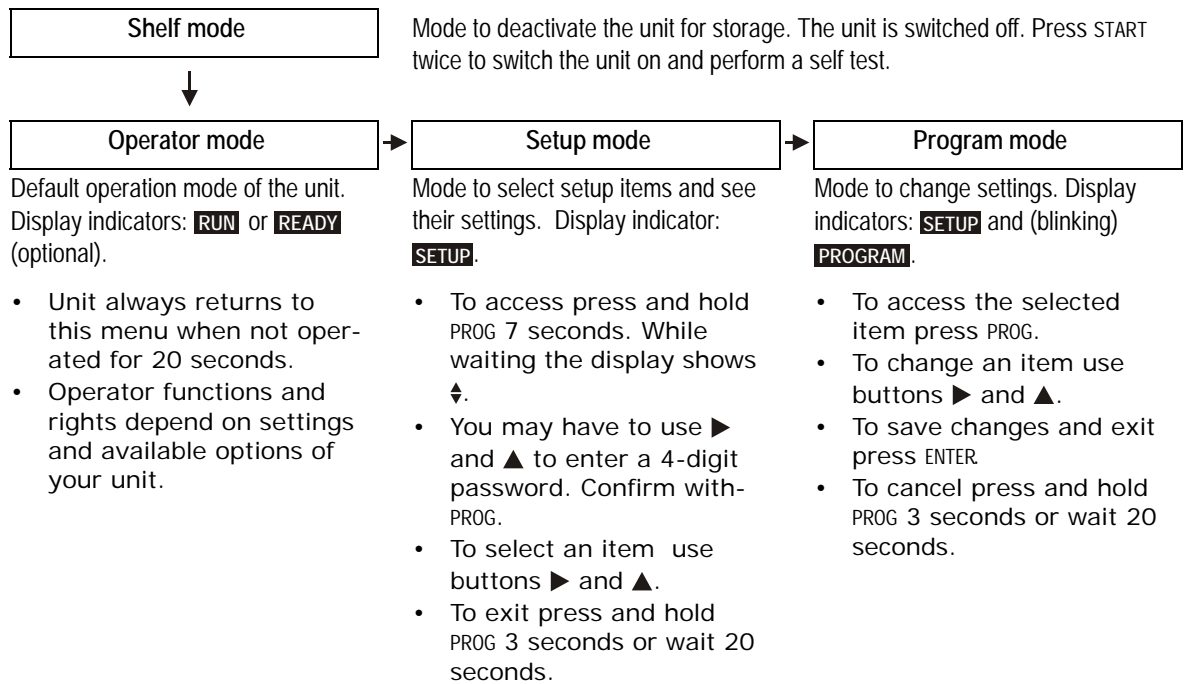 Shelf mode
Mode to deactivate the unit for storage. The unit is switched off. Press START
twice to switch the unit on and perform a self test.
Operator mode
Setup mode
Program mode
Default operation mode of the unit.
Display indicators: RUN or READY
(optional).
• Unit always returns to
this menu when not oper-
ated for 20 seconds.
• Operator functions and
rights depend on settings
and available options of
your unit.
Mode to select setup items and see
their settings. Display indicator:
SETUP.
• To access press and hold
PROG 7 seconds. While
waiting the display shows
♦.
• You may have to use ▶
and ▲ to enter a 4-digit
password. Confirm with-
PROG.
• To select an item use
buttons ▶ and ▲.
• To exit press and hold
PROG 3 seconds or wait 20
seconds.
Mode to change settings. Display
indicators: SETUP and (blinking)
PROGRAM.
• To access the selected
item press PROG.
• To change an item use
buttons ▶ and ▲.
• To save changes and exit
press ENTER.
• To cancel press and hold
PROG 3 seconds or wait 20
seconds.